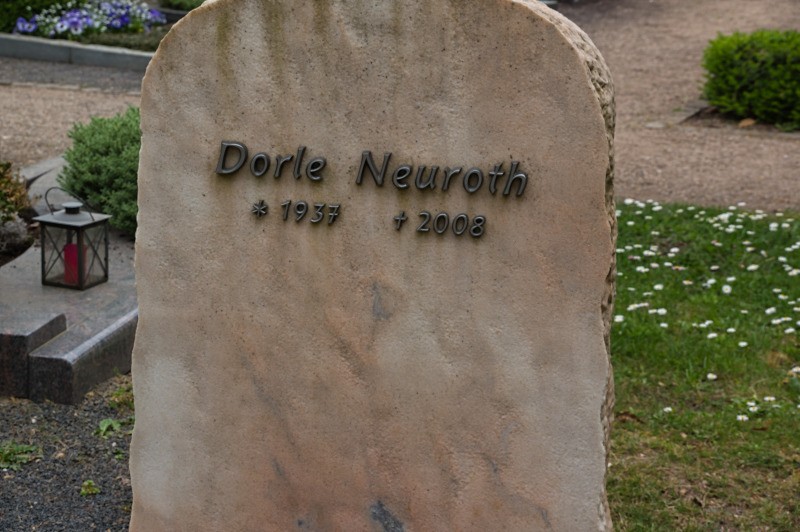 Dorle Neuroth
* 1937 † 2008